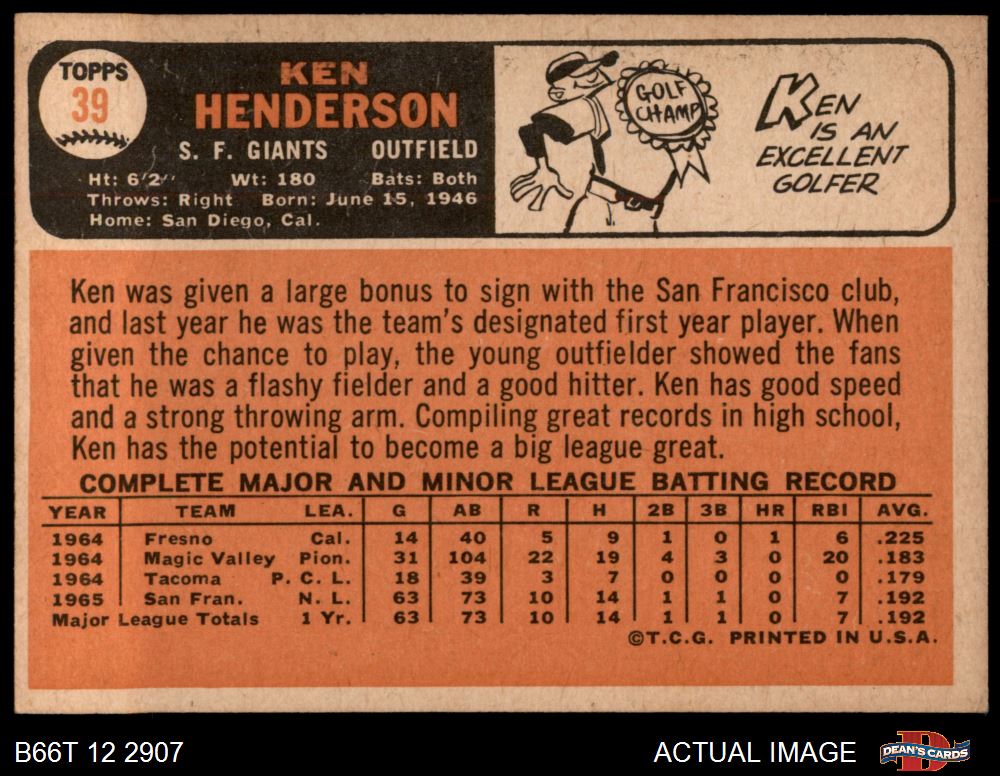 TOPPS
39
KEN
HENDERSON
S. F. GIANTS OUTFIELD
Ht: 6'2" Wt: 180 Bats: Both
Throws: Right Born: June 15, 1946
Home: San Diego, Cal.
GOLF
CHAMP
KEN
IS AN
EXCELLENT
GOLFER
Ken was given a large bonus to sign with the San Francisco club,
and last year he was the team's designated first year player. When
given the chance to play, the young outfielder showed the fans
that he was a flashy fielder and a good hitter. Ken has good speed
and a strong throwing arm. Compiling great records in high school,
Ken has the potential to become a big league great.
COMPLETE MAJOR AND MINOR LEAGUE BATTING RECORD
YEAR TEAM LEA. G AB R H 2B 3B HR RBI AVG.
1964 Fresno Cal. 14 40 5 9 1 0 1 6 .225
1964 Magic Valley Pion. 31 104 22 19 4 3 0 20 .183
1964 Tacoma P. C. L. 18 39 3 7 0 0 0 0 .179
1965 San Fran. N. L. 63 73 10 14 1 1 0 7 .192
Major League Totals 1 Yr. 63 73 10 14 1 1 0 7 .192
©T.C.G. PRINTED IN U.S.A.
B66T 12 2907
ACTUAL IMAGE
D
DEAN'S CARDS